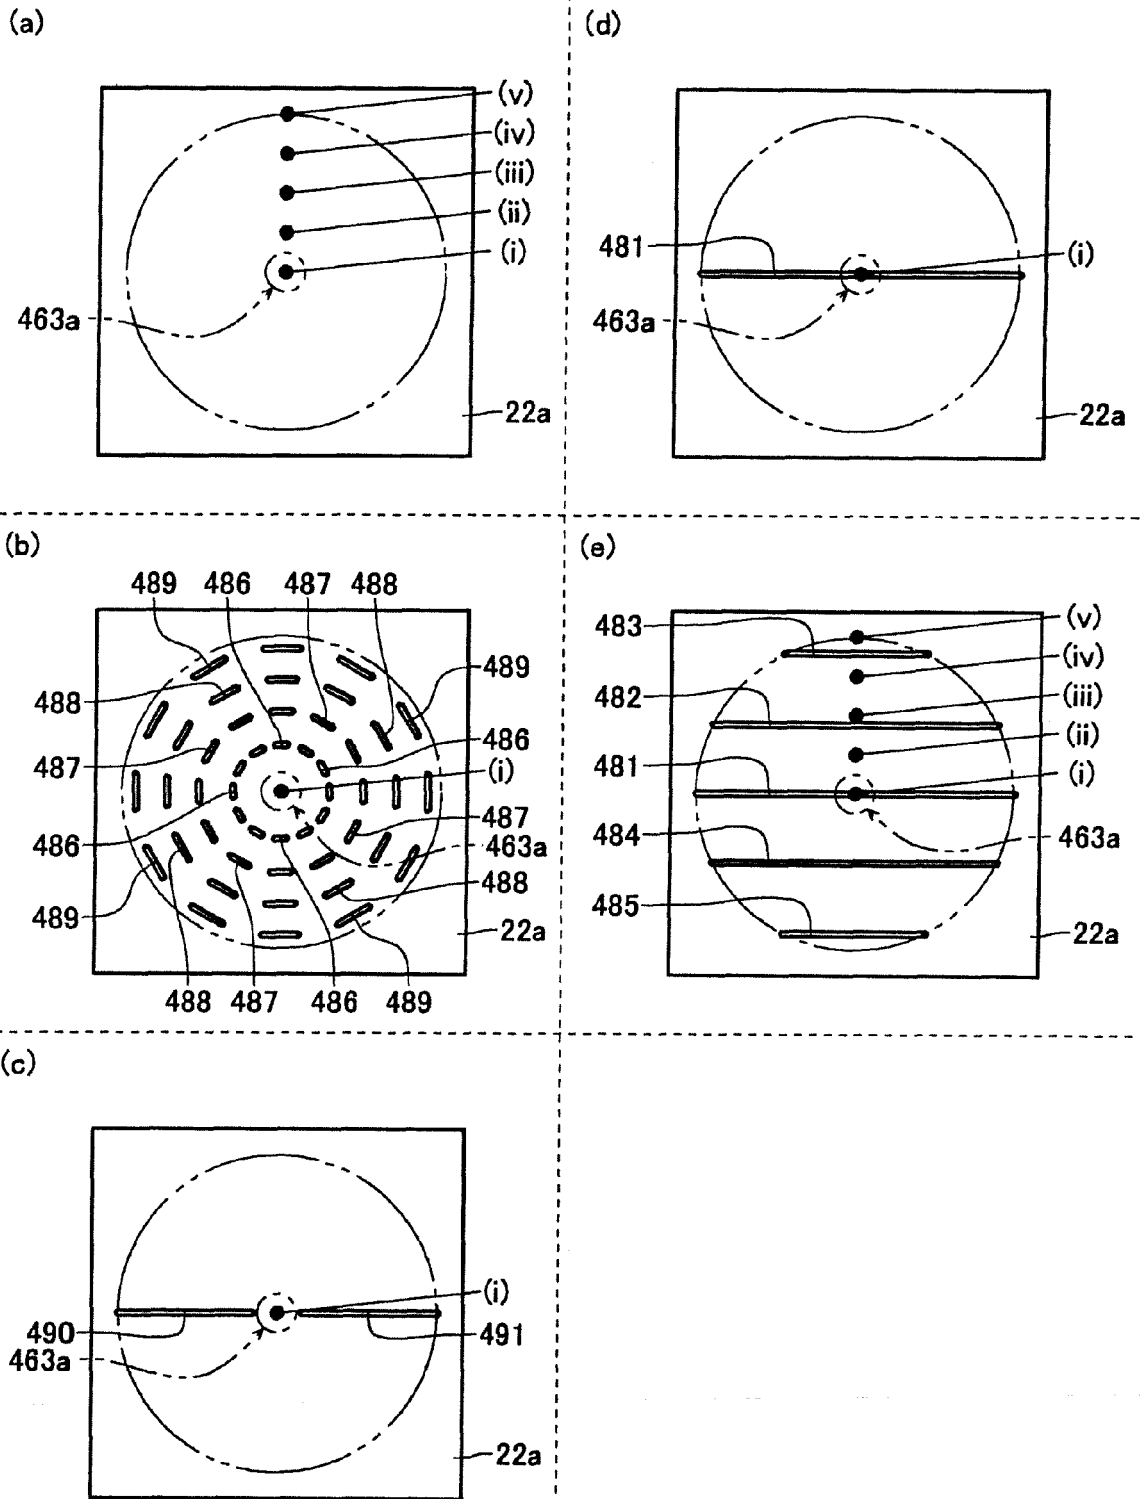 (a)
(v)
(iv)
(iii)
(ii)
(i)
463a
22a
(d)
481
(i)
463a
22a
(b)
489 486 487 488
489
488
486
487
(i)
487
486
463a
488
489
22a
488 487 486 489
(e)
483
(v)
(iv)
482
(iii)
(ii)
481
(i)
484
463a
485
22a
(c)
(i)
490
491
463a
22a